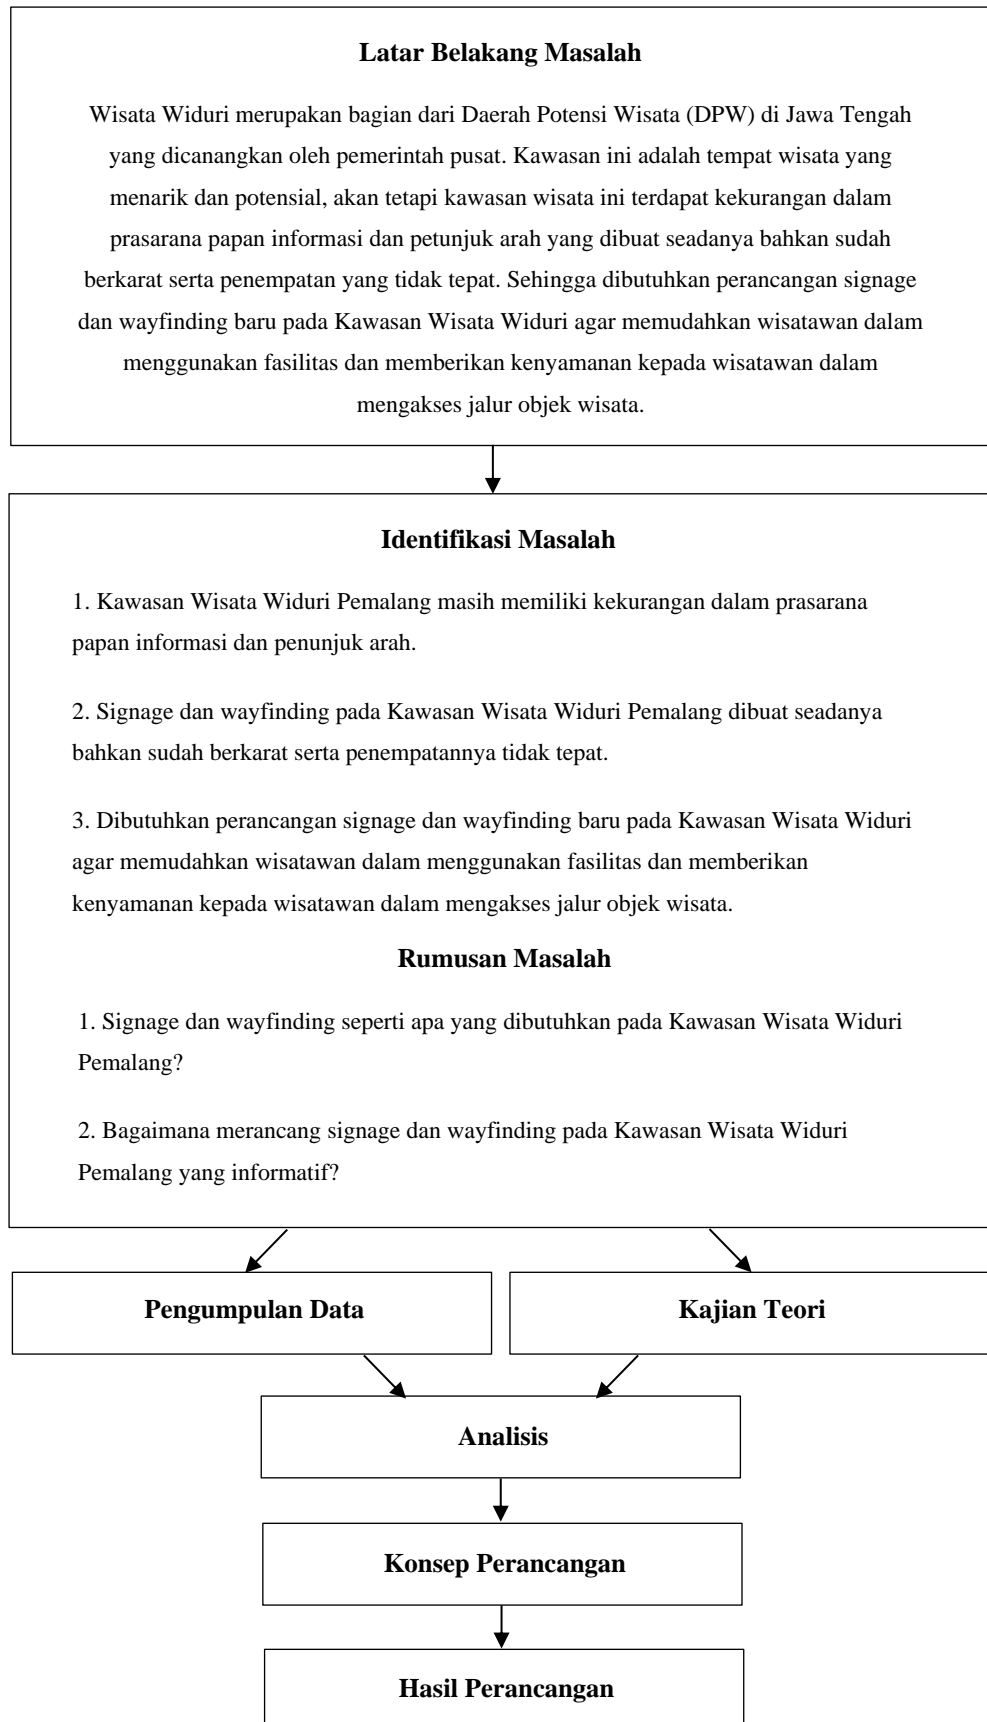 Latar Belakang Masalah
Wisata Widuri merupakan bagian dari Daerah Potensi Wisata (DPW) di Jawa Tengah
yang dicanangkan oleh pemerintah pusat. Kawasan ini adalah tempat wisata yang
menarik dan potensial, akan tetapi kawasan wisata ini terdapat kekurangan dalam
prasarana papan informasi dan petunjuk arah yang dibuat seadanya bahkan sudah
berkarat serta penempatan yang tidak tepat. Sehingga dibutuhkan perancangan signage
dan wayfinding baru pada Kawasan Wisata Widuri agar memudahkan wisatawan dalam
menggunakan fasilitas dan memberikan kenyamanan kepada wisatawan dalam
mengakses jalur objek wisata.
Identifikasi Masalah
1. Kawasan Wisata Widuri Pemalang masih memiliki kekurangan dalam prasarana
papan informasi dan penunjuk arah.
2. Signage dan wayfinding pada Kawasan Wisata Widuri Pemalang dibuat seadanya
bahkan sudah berkarat serta penempatannya tidak tepat.
3. Dibutuhkan perancangan signage dan wayfinding baru pada Kawasan Wisata Widuri
agar memudahkan wisatawan dalam menggunakan fasilitas dan memberikan
kenyamanan kepada wisatawan dalam mengakses jalur objek wisata.
Rumusan Masalah
1. Signage dan wayfinding seperti apa yang dibutuhkan pada Kawasan Wisata Widuri
Pemalang?
2. Bagaimana merancang signage dan wayfinding pada Kawasan Wisata Widuri
Pemalang yang informatif?
Pengumpulan Data
Kajian Teori
Analisis
Konsep Perancangan
Hasil Perancangan